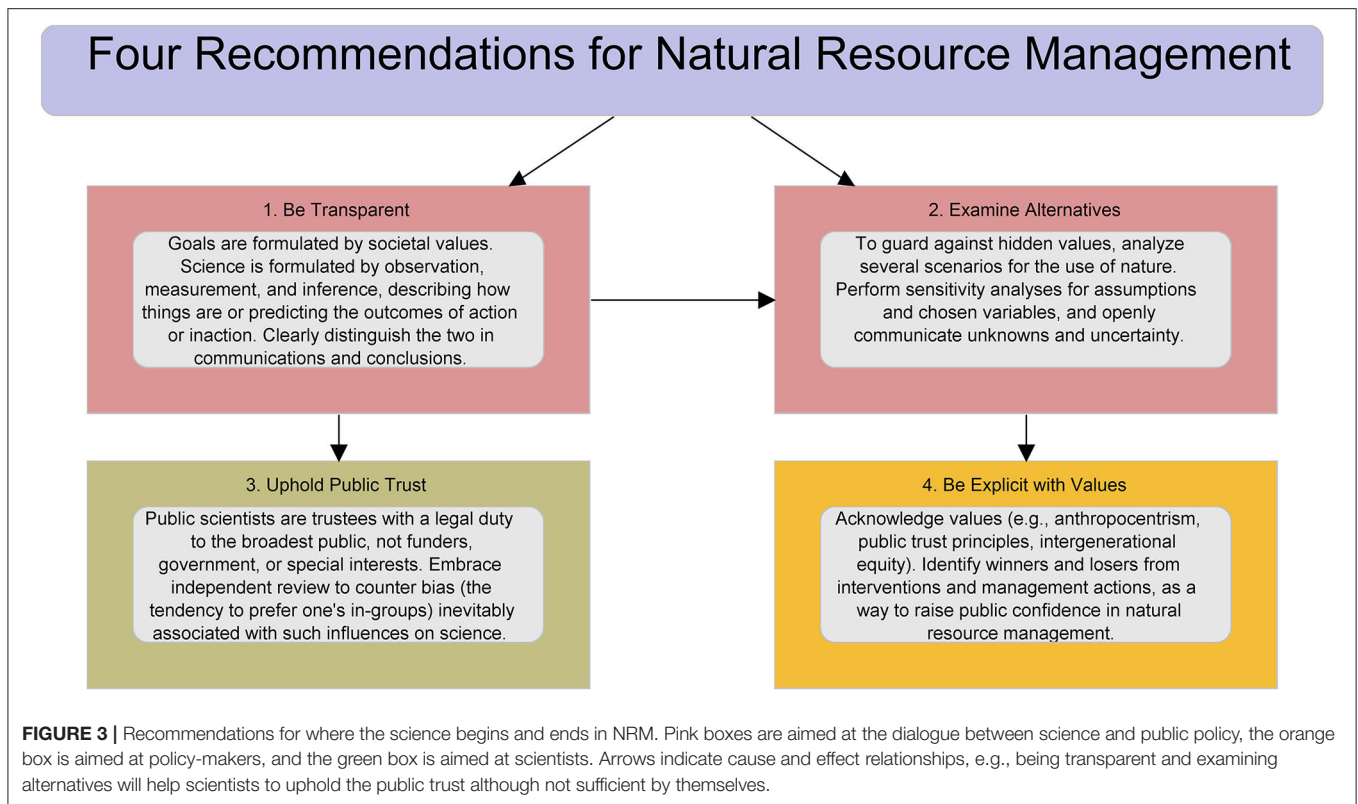 Four Recommendations for Natural Resource Management
1. Be Transparent
Goals are formulated by societal values.
Science is formulated by observation,
measurement, and inference, describing how
things are or predicting the outcomes of action
or inaction. Clearly distinguish the two in
communications and conclusions.
2. Examine Alternatives
To guard against hidden values, analyze
several scenarios for the use of nature.
Perform sensitivity analyses for assumptions
and chosen variables, and openly
communicate unknowns and uncertainty.
3. Uphold Public Trust
Public scientists are trustees with a legal duty
to the broadest public, not funders,
government, or special interests. Embrace
independent review to counter bias (the
tendency to prefer one's in-groups) inevitably
associated with such influences on science.
4. Be Explicit with Values
Acknowledge values (e.g., anthropocentrism,
public trust principles, intergenerational
equity). Identify winners and losers from
interventions and management actions, as a
way to raise public confidence in natural
resource management.
FIGURE 3 | Recommendations for where the science begins and ends in NRM. Pink boxes are aimed at the dialogue between science and public policy, the orange
box is aimed at policy-makers, and the green box is aimed at scientists. Arrows indicate cause and effect relationships, e.g., being transparent and examining
alternatives will help scientists to uphold the public trust although not sufficient by themselves.